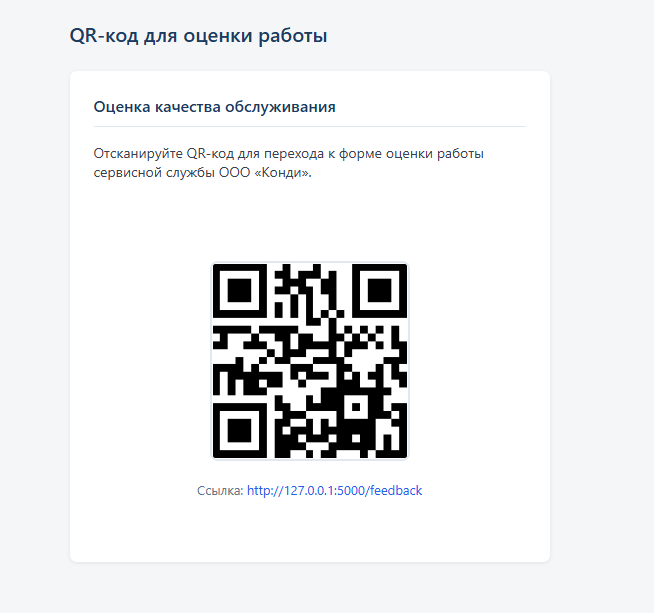 QR-код для оценки работы
Оценка качества обслуживания
Отсканируйте QR-код для перехода к форме оценки работы
сервисной службы ООО «Конди».
Ссылка: http://127.0.0.1:5000/feedback